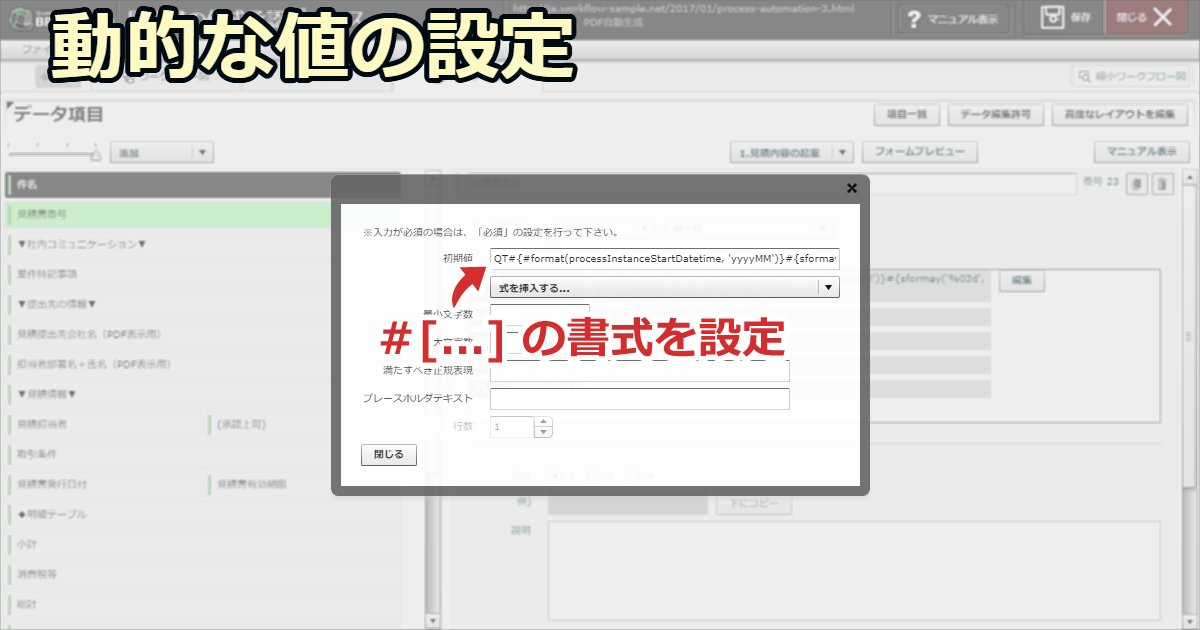 動的な値の設定
//qa.workflow-sample.net/2017/01/process-automation-3.html
PDF自動生成
? マニュアル表示
保存
閉じる
縮小ワークフロー図
データ項目
項目一覧
データ編集許可
高度なレイアウトを編集
追加
1.見積内容の起案
フォームプレビュー
マニュアル表示
件名
番号 23
見積書番号
▼社内コミュニケーション▼
案件特記事項
▼提出先の情報▼
見積提出先会社名（PDF表示用）
担当者部署名＋氏名（PDF表示用）
▼見積情報▼
見積担当者
(承認上司)
取引条件
見積書発行日付
見積書有効期限
◆明細テーブル
小計
消費税等
総計
※入力が必須の場合は、「必須」の設定を行って下さい。
初期値
QT#{#format(processInstanceStartDatetime, 'yyyyMM')}#{sformay
式を挿入する...
')}#{sformay('%03d',
編集
最小文字数
#[...] の書式を設定
満たすべき正規表現
プレースホルダテキスト
行数
1
閉じる
例)
下にコピー
説明